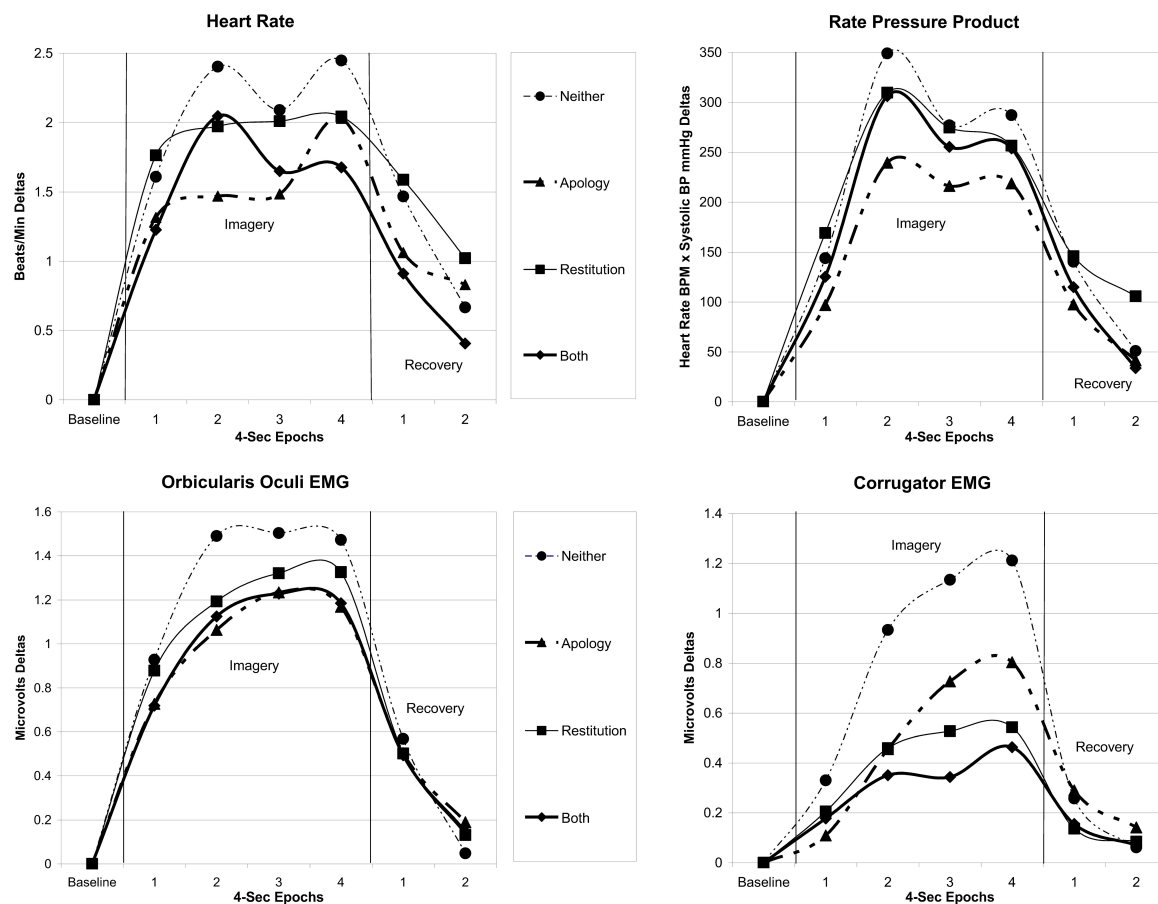 Heart Rate
Beats/Min Deltas
2.5
2
1.5
1
0.5
0
Imagery
Recovery
Baseline 1 2 3 4 1 2
4-Sec Epochs
Neither
Apology
Restitution
Both
Rate Pressure Product
Heart Rate BPM x Systolic BP mmHg Deltas
350
300
250
200
150
100
50
0
Imagery
Recovery
Baseline 1 2 3 4 1 2
4-Sec Epochs
Orbicularis Oculi EMG
Microvolts Deltas
1.6
1.4
1.2
1
0.8
0.6
0.4
0.2
0
Imagery
Recovery
Baseline 1 2 3 4 1 2
4-Sec Epochs
Neither
Apology
Restitution
Both
Corrugator EMG
Microvolts Deltas
1.4
1.2
1
0.8
0.6
0.4
0.2
0
Imagery
Recovery
Baseline 1 2 3 4 1 2
4-Sec Epochs